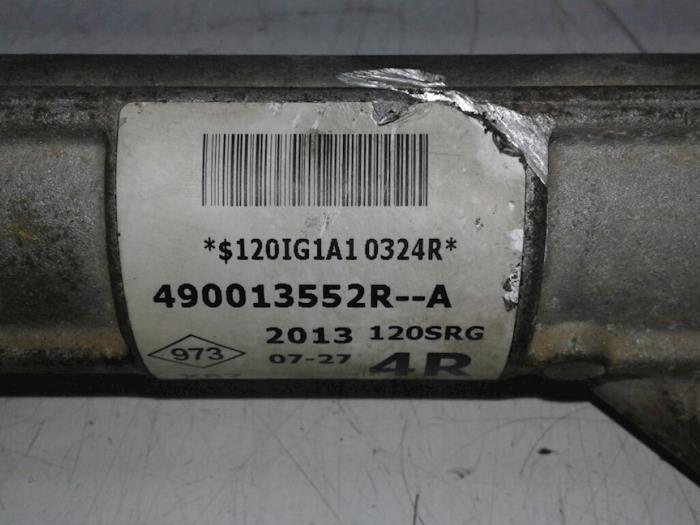 *$120IG1A1 0324R*
490013552R--A
2013 120SRG
973 07-27 4R